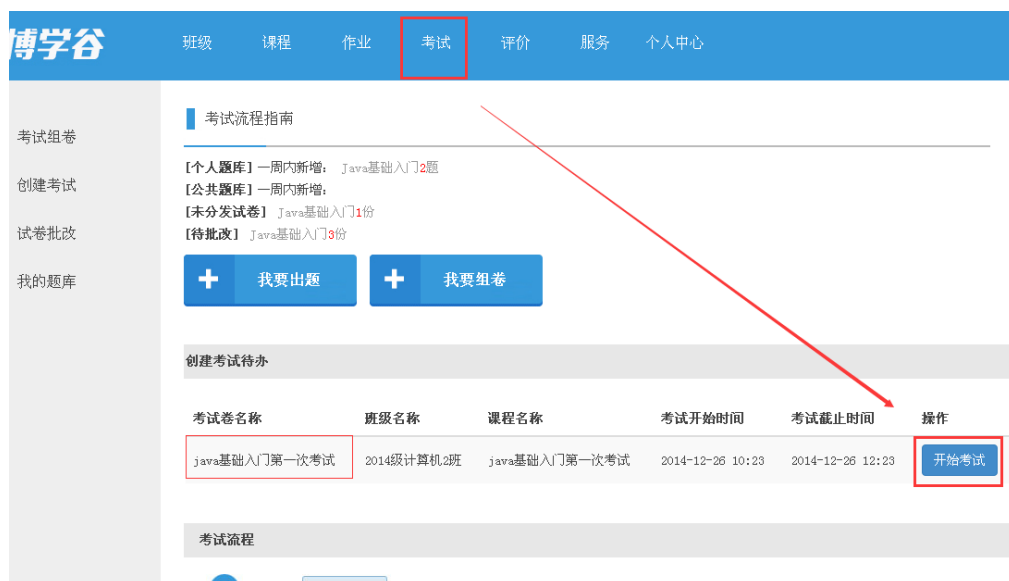 博学谷
班级 课程 作业 考试 评价 服务 个人中心
考试组卷
创建考试
试卷批改
我的题库
考试流程指南
[个人题库] 一周内新增： Java基础入门2题
[公共题库] 一周内新增：
[未分发试卷] Java基础入门1份
[待批改] Java基础入门3份
+ 我要出题 + 我要组卷
创建考试待办
考试卷名称 班级名称 课程名称 考试开始时间 考试截止时间 操作
java基础入门第一次考试 2014级计算机2班 java基础入门第一次考试 2014-12-26 10:23 2014-12-26 12:23 开始考试
考试流程